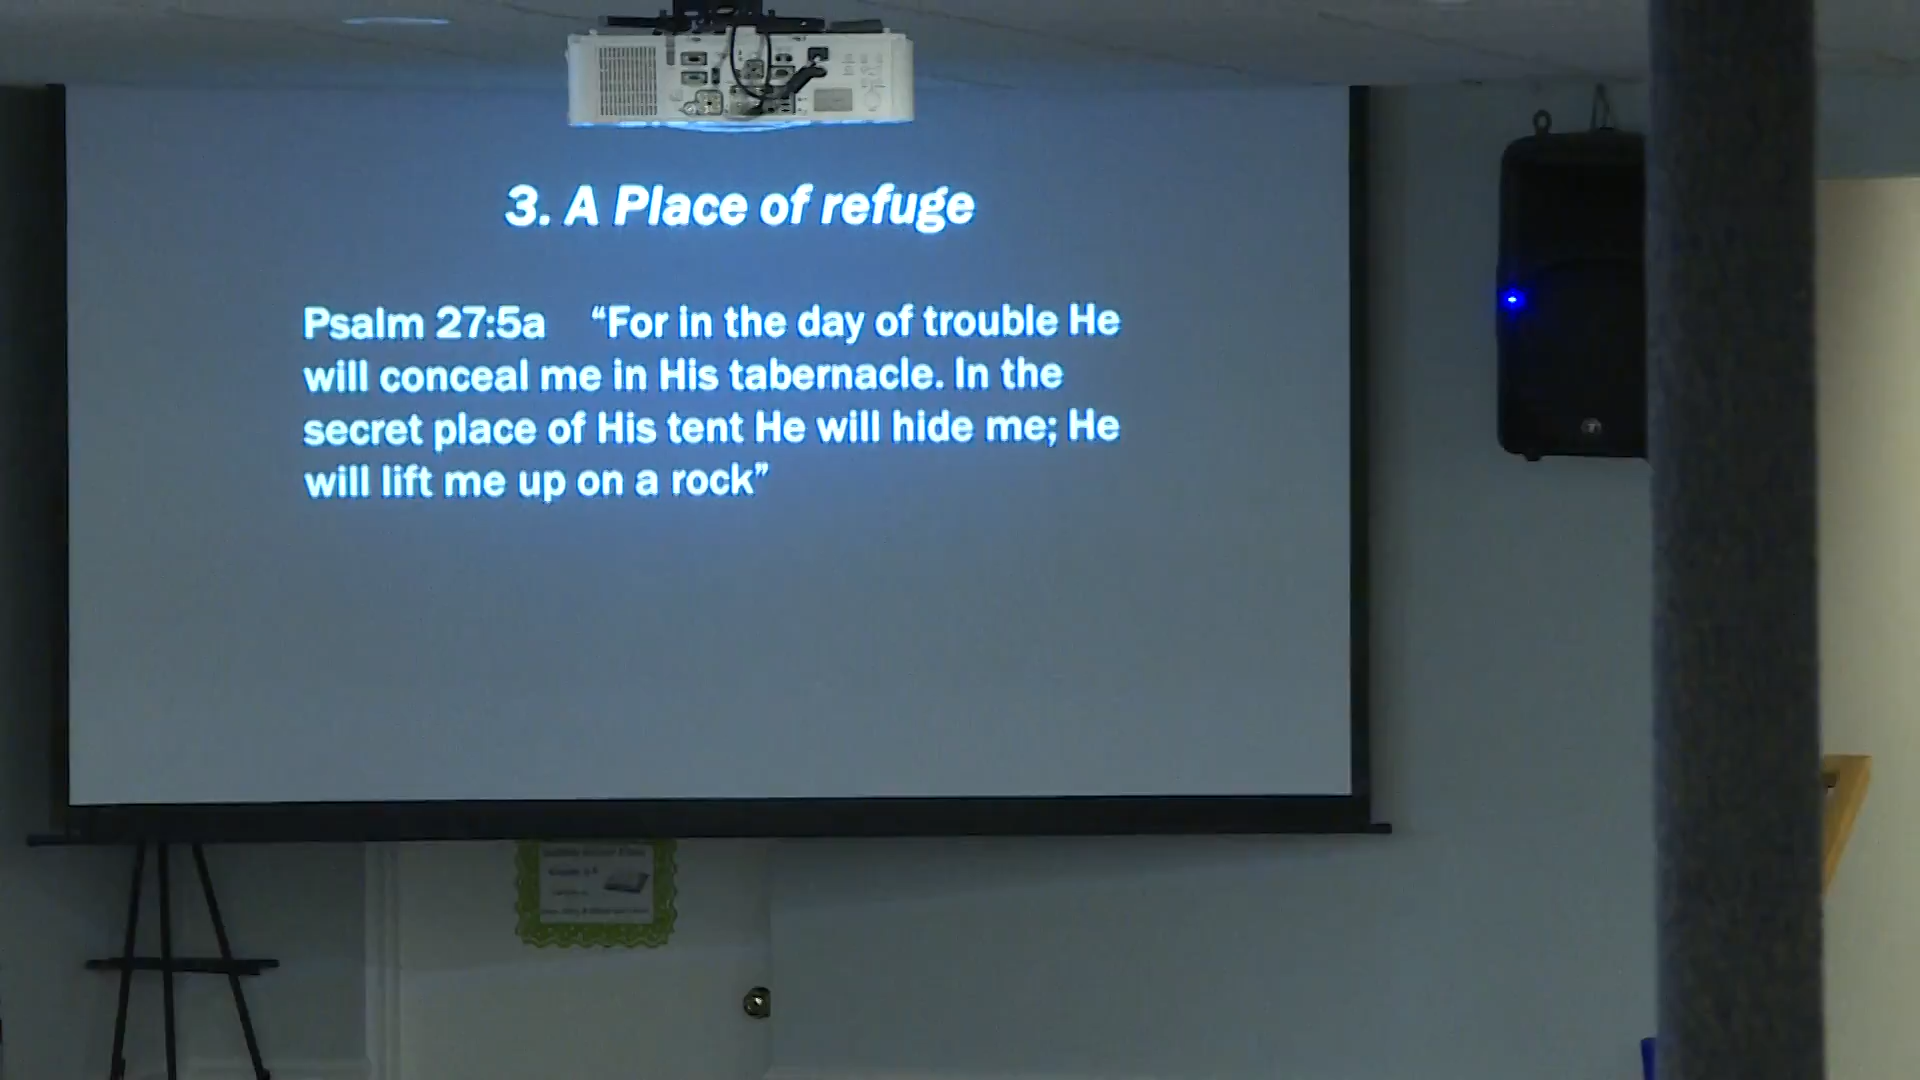 3. A Place of refuge
Psalm 27:5a “For in the day of trouble He
will conceal me in His tabernacle. In the
secret place of His tent He will hide me; He
will lift me up on a rock”